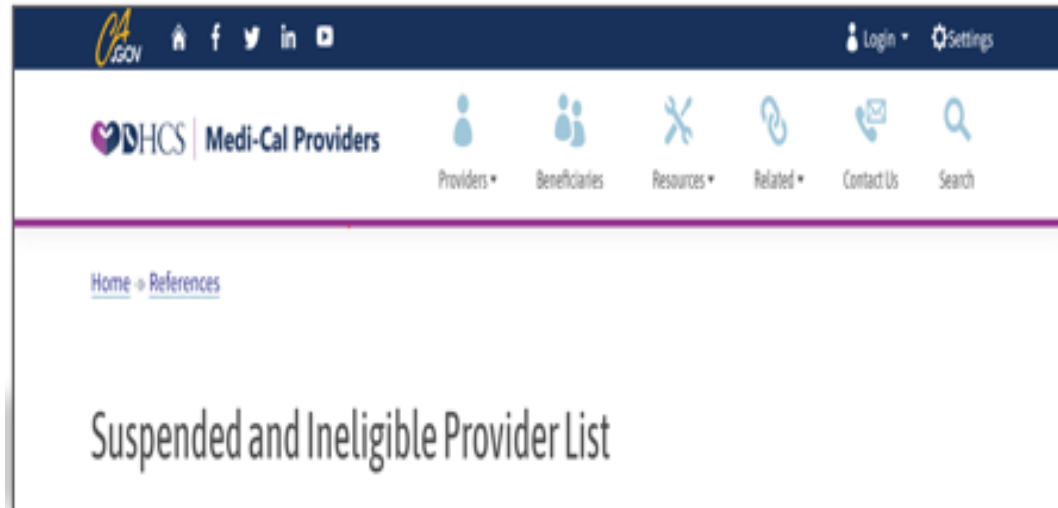 CA.GOV
Login Settings
DHCS Medi-Cal Providers
Providers Beneficiaries Resources Related Contact Us Search
Home References
Suspended and Ineligible Provider List